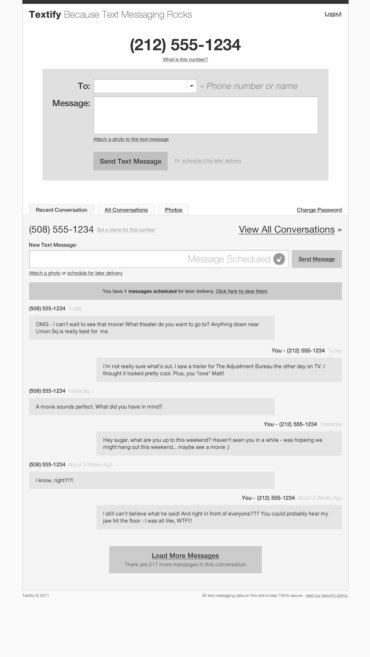 Textify Because Text Messaging Rocks
Logout
(212) 555-1234
What is this number?
To:
« Phone number or name
Message:
Attach a photo to this text message
Send Text Message
Or, schedule it for later delivery
Recent Conversation
All Conversations
Photos
Change Password
(508) 555-1234 Set a name for this number
View All Conversations »
New Text Message:
Message Scheduled
Send Message
Attach a photo or schedule for later delivery
You have 1 messages scheduled for later delivery. Click here to view them.
(508) 555-1234 Today
OMG - I can't wait to see that movie! What theater do you want to go to? Anything down near
Union Sq is really best for me.
You - (212) 555-1234 Today
I'm not really sure what's out. I saw a trailer for The Adjustment Bureau the other day on TV. I
thought it looked pretty cool. Plus, you "love" Matt!
(508) 555-1234 Yesterday
A movie sounds perfect. What did you have in mind?
You - (212) 555-1234 Yesterday
Hey sugar, what are you up to this weekend? Haven't seen you in a while - was hoping we
might hang out this weekend... maybe see a movie :)
(508) 555-1234 About 3 Weeks Ago
I know, right?!?!
You - (212) 555-1234 About 3 Weeks Ago
I still can't believe what he said! And right in front of everyone??? You could probably hear my
jaw hit the floor - I was all like, WTF!!!
Load More Messages
There are 217 more messages in this conversation
Textify © 2011
All text messaging data on this site is kept 100% secure - read our security policy.